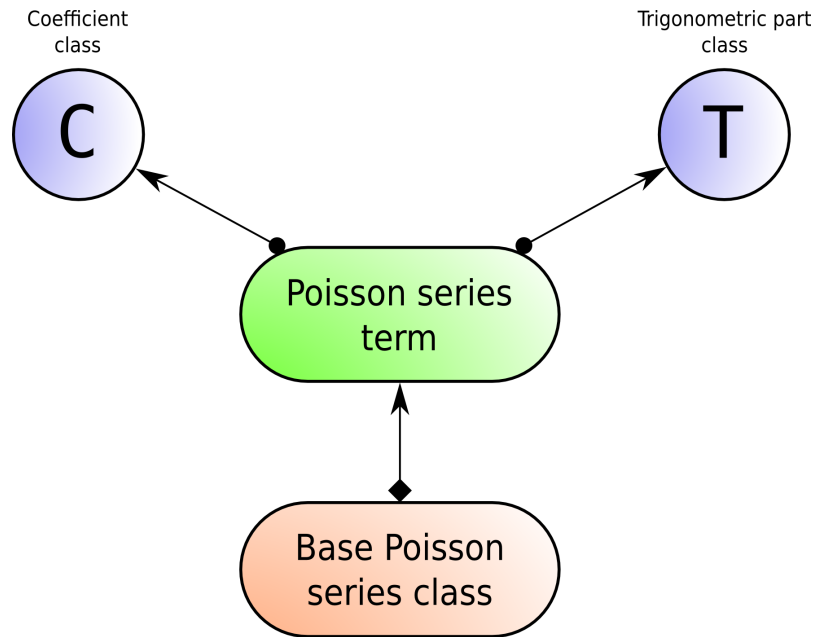 Coefficient
class
Trigonometric part
class
C
T
Poisson series
term
Base Poisson
series class